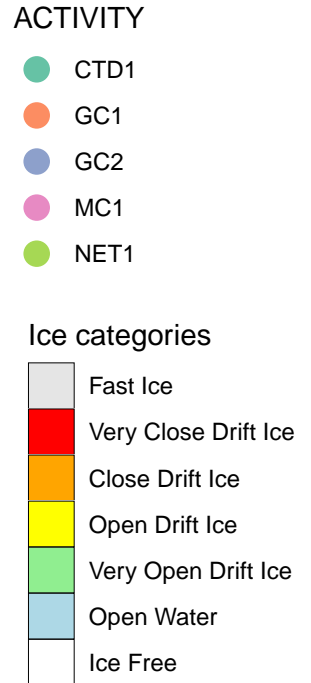 ACTIVITY
CTD1
GC1
GC2
MC1
NET1
Ice categories
Fast Ice
Very Close Drift Ice
Close Drift Ice
Open Drift Ice
Very Open Drift Ice
Open Water
Ice Free